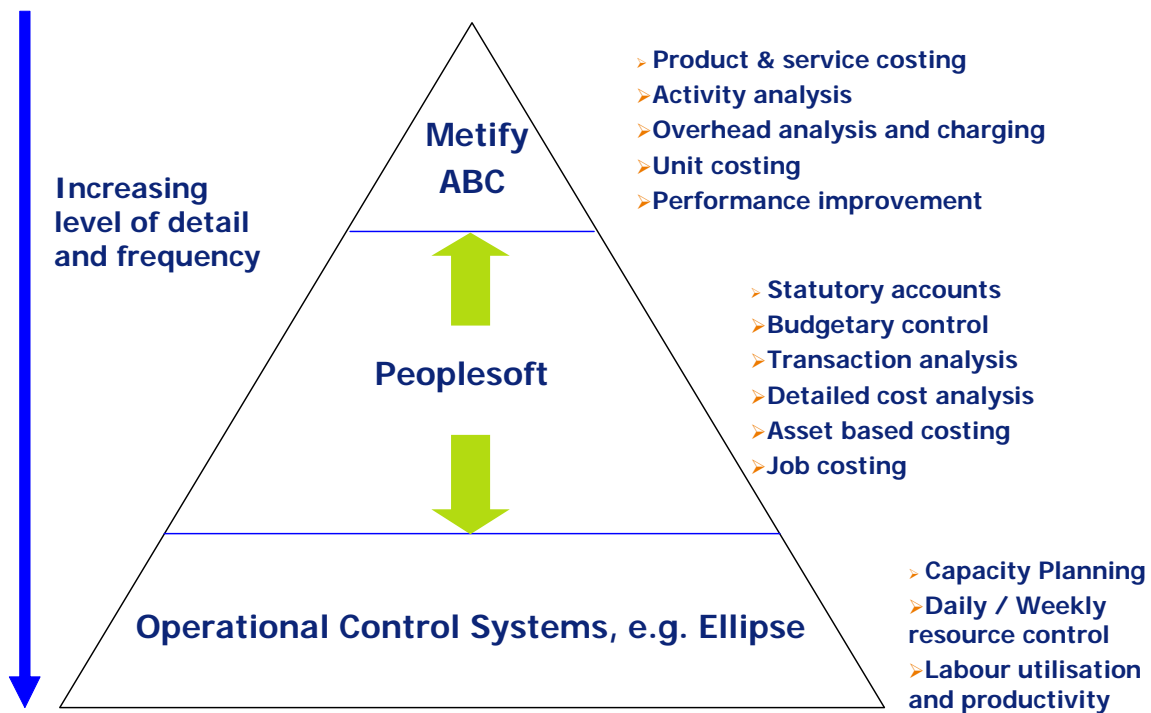 Increasing
level of detail
and frequency
Metify
ABC
Peoplesoft
Operational Control Systems, e.g. Ellipse
Product & service costing
Activity analysis
Overhead analysis and charging
Unit costing
Performance improvement
Statutory accounts
Budgetary control
Transaction analysis
Detailed cost analysis
Asset based costing
Job costing
Capacity Planning
Daily / Weekly
resource control
Labour utilisation
and productivity